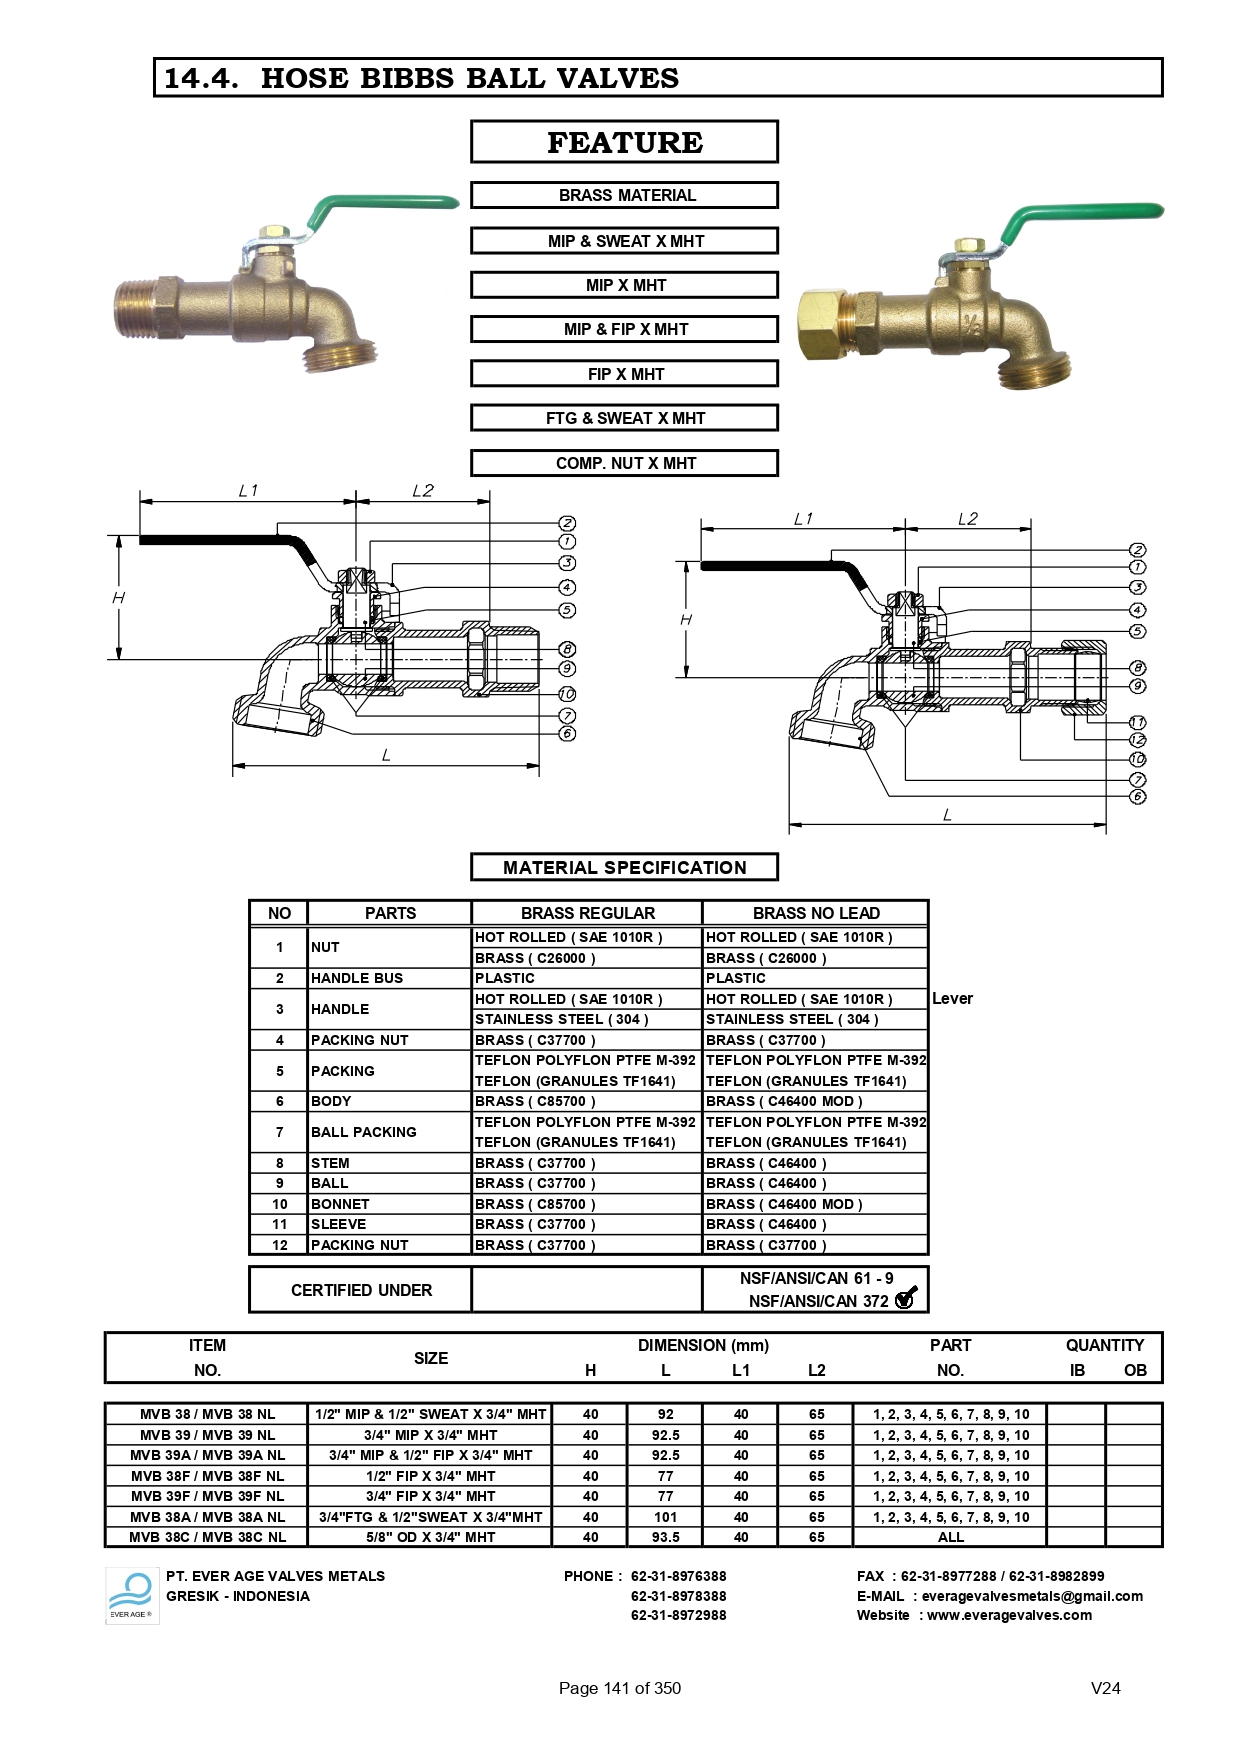 14.4. HOSE BIBBS BALL VALVES
FEATURE
BRASS MATERIAL
MIP & SWEAT X MHT
MIP X MHT
MIP & FIP X MHT
FIP X MHT
FTG & SWEAT X MHT
COMP. NUT X MHT
1/2
L1 L2
2
1
3
H
4
5
8
9
10
7
6
L
L1 L2
2
1
3
H
4
5
8
9
11
12
10
7
6
L
MATERIAL SPECIFICATION
NO PARTS BRASS REGULAR BRASS NO LEAD
1 NUT HOT ROLLED ( SAE 1010R ) HOT ROLLED ( SAE 1010R )
BRASS ( C26000 ) BRASS ( C26000 )
2 HANDLE BUS PLASTIC PLASTIC
3 HANDLE HOT ROLLED ( SAE 1010R ) HOT ROLLED ( SAE 1010R ) Lever
STAINLESS STEEL ( 304 ) STAINLESS STEEL ( 304 )
4 PACKING NUT BRASS ( C37700 ) BRASS ( C37700 )
5 PACKING TEFLON POLYFLON PTFE M-392 TEFLON POLYFLON PTFE M-392
TEFLON (GRANULES TF1641) TEFLON (GRANULES TF1641)
6 BODY BRASS ( C85700 ) BRASS ( C46400 MOD )
7 BALL PACKING TEFLON POLYFLON PTFE M-392 TEFLON POLYFLON PTFE M-392
TEFLON (GRANULES TF1641) TEFLON (GRANULES TF1641)
8 STEM BRASS ( C37700 ) BRASS ( C46400 )
9 BALL BRASS ( C37700 ) BRASS ( C46400 )
10 BONNET BRASS ( C85700 ) BRASS ( C46400 MOD )
11 SLEEVE BRASS ( C37700 ) BRASS ( C46400 )
12 PACKING NUT BRASS ( C37700 ) BRASS ( C37700 )
CERTIFIED UNDER NSF/ANSI/CAN 61 - 9
NSF/ANSI/CAN 372
ITEM SIZE DIMENSION (mm) PART QUANTITY
NO. H L L1 L2 NO. IB OB
MVB 38 / MVB 38 NL 1/2" MIP & 1/2" SWEAT X 3/4" MHT 40 92 40 65 1, 2, 3, 4, 5, 6, 7, 8, 9, 10
MVB 39 / MVB 39 NL 3/4" MIP X 3/4" MHT 40 92.5 40 65 1, 2, 3, 4, 5, 6, 7, 8, 9, 10
MVB 39A / MVB 39A NL 3/4" MIP & 1/2" FIP X 3/4" MHT 40 92.5 40 65 1, 2, 3, 4, 5, 6, 7, 8, 9, 10
MVB 38F / MVB 38F NL 1/2" FIP X 3/4" MHT 40 77 40 65 1, 2, 3, 4, 5, 6, 7, 8, 9, 10
MVB 39F / MVB 39F NL 3/4" FIP X 3/4" MHT 40 77 40 65 1, 2, 3, 4, 5, 6, 7, 8, 9, 10
MVB 38A / MVB 38A NL 3/4"FTG & 1/2"SWEAT X 3/4"MHT 40 101 40 65 1, 2, 3, 4, 5, 6, 7, 8, 9, 10
MVB 38C / MVB 38C NL 5/8" OD X 3/4" MHT 40 93.5 40 65 ALL
EVER AGE ®
PT. EVER AGE VALVES METALS PHONE : 62-31-8976388 FAX : 62-31-8977288 / 62-31-8982899
GRESIK - INDONESIA 62-31-8978388 E-MAIL : everagevalvesmetals@gmail.com
62-31-8972988 Website : www.everagevalves.com
Page 141 of 350 V24